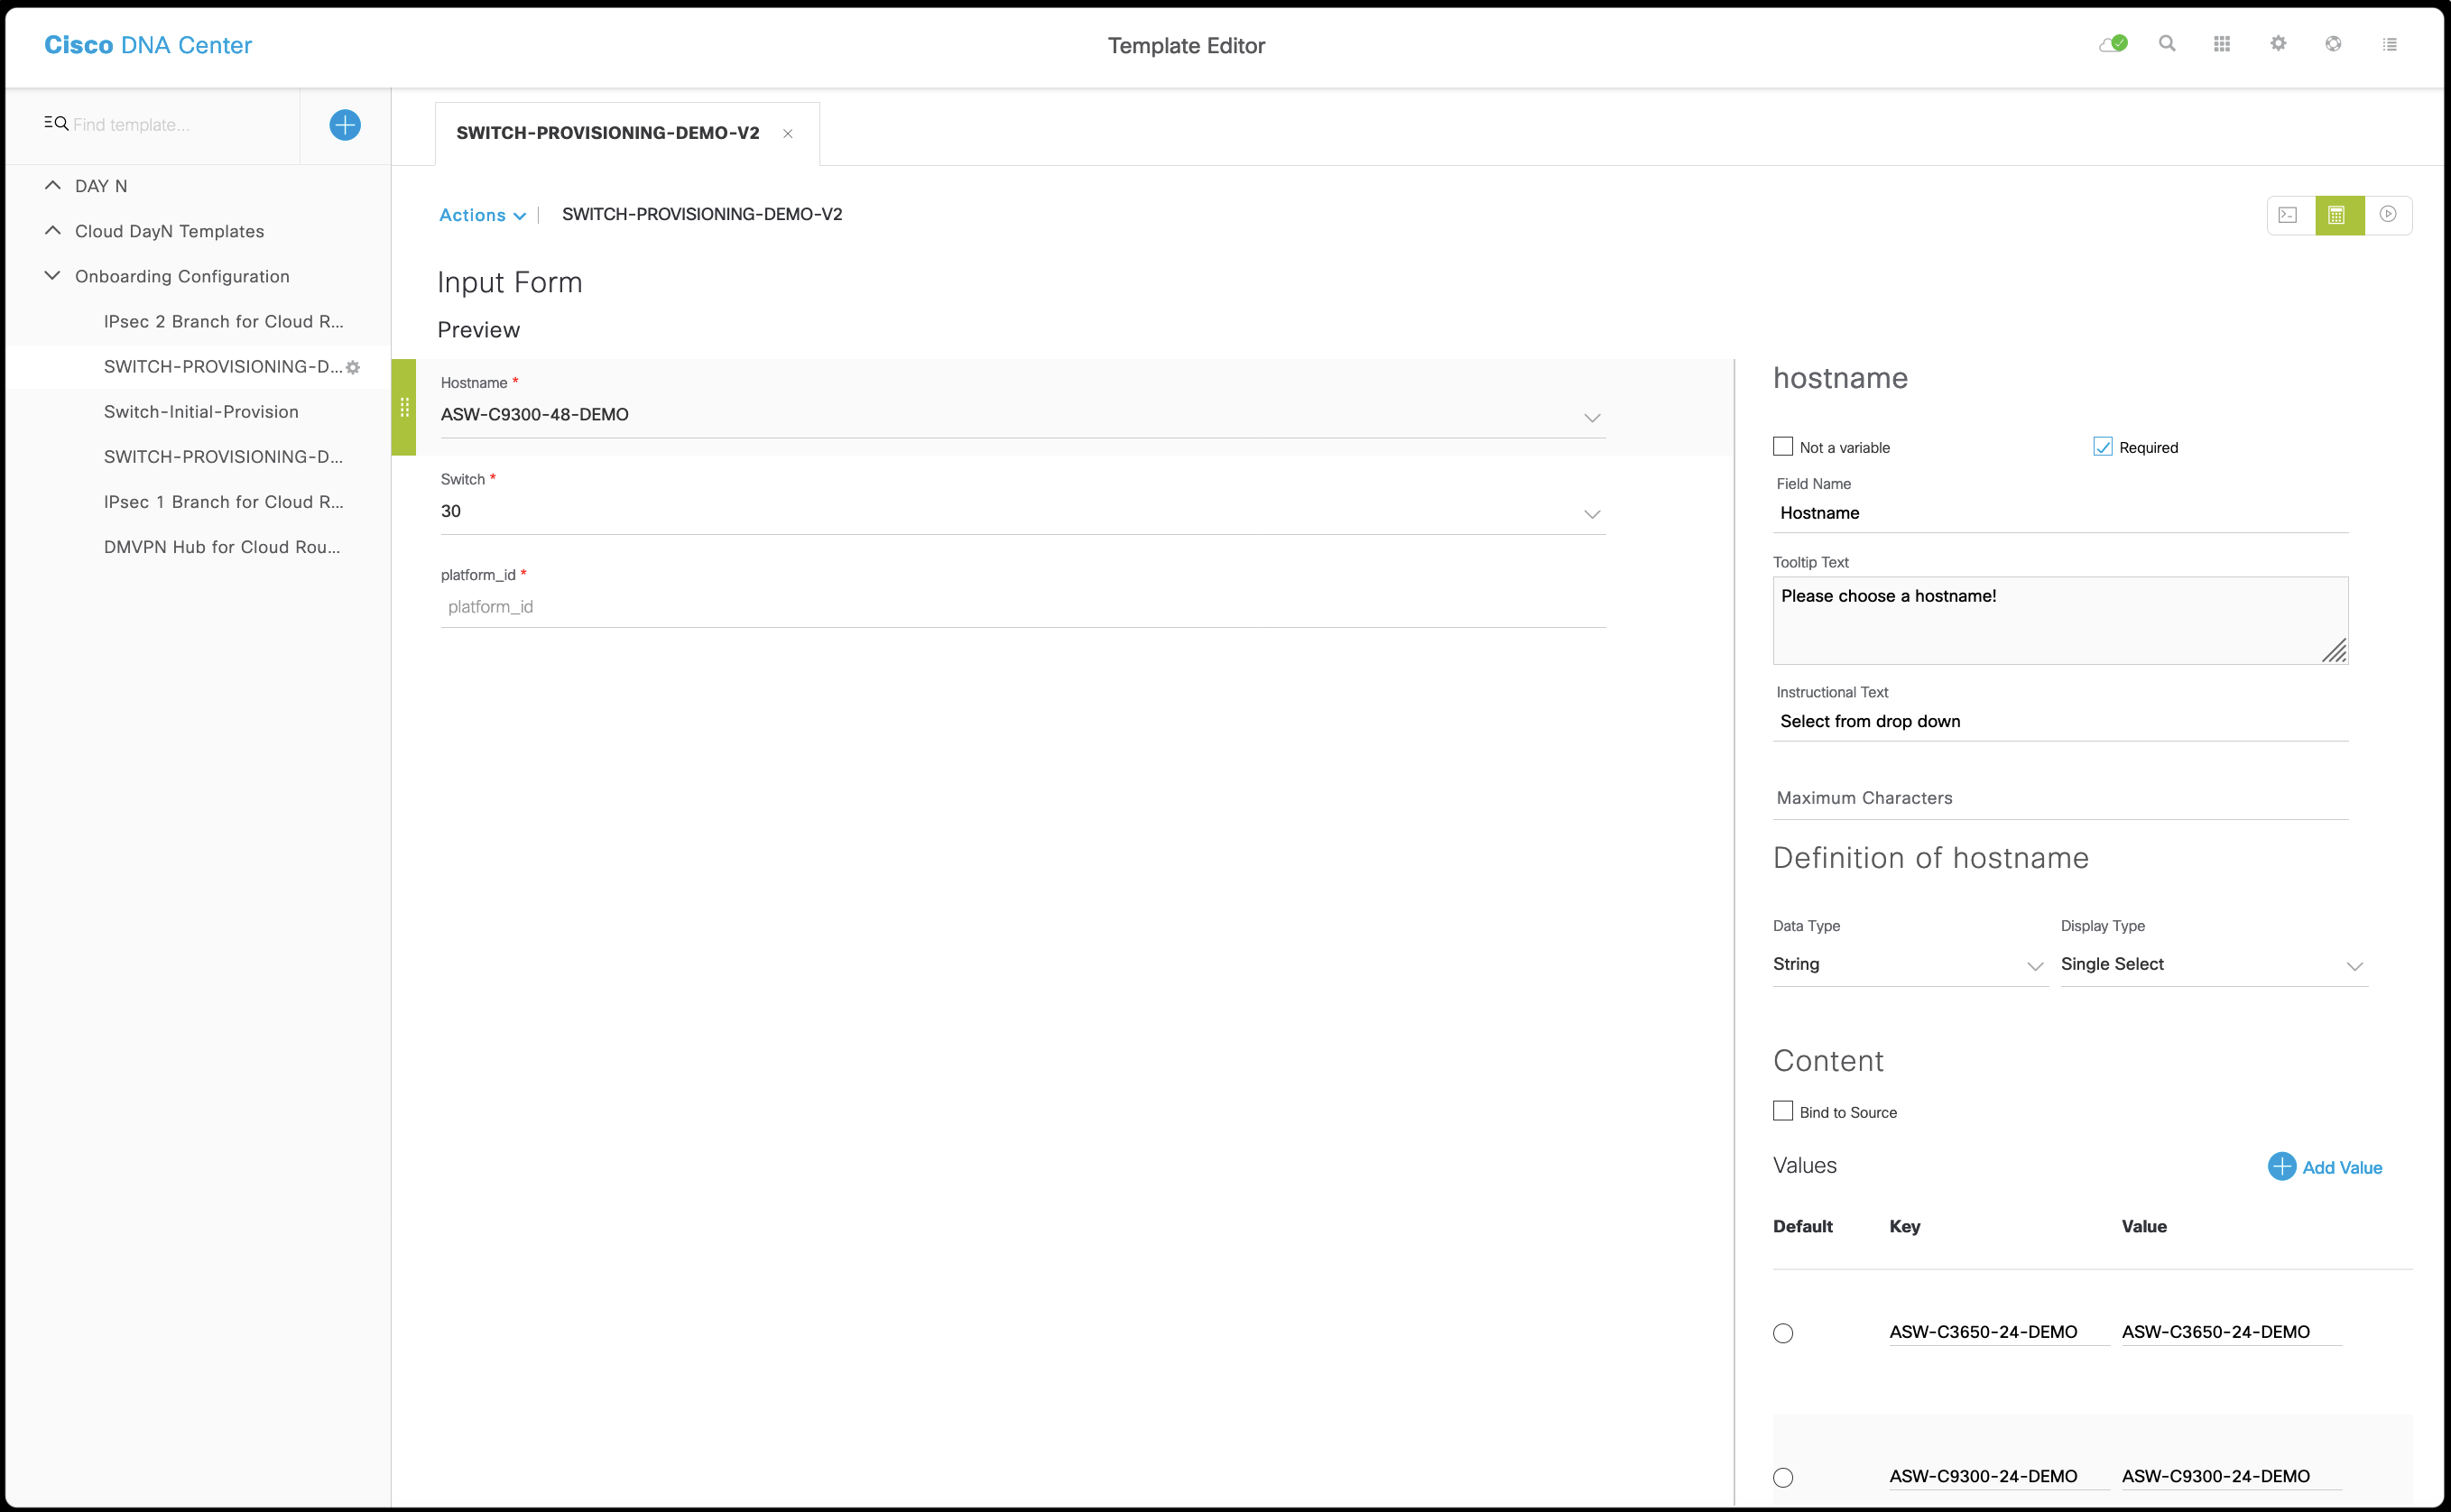 Cisco DNA Center
Template Editor
Find template...
DAY N
Cloud DayN Templates
Onboarding Configuration
IPsec 2 Branch for Cloud R...
SWITCH-PROVISIONING-D...
Switch-Initial-Provision
SWITCH-PROVISIONING-D...
IPsec 1 Branch for Cloud R...
DMVPN Hub for Cloud Rou...
SWITCH-PROVISIONING-DEMO-V2
Actions | SWITCH-PROVISIONING-DEMO-V2
Input Form
Preview
Hostname *
ASW-C9300-48-DEMO
Switch *
30
platform_id *
platform_id
hostname
Not a variable Required
Field Name
Hostname
Tooltip Text
Please choose a hostname!
Instructional Text
Select from drop down
Maximum Characters
Definition of hostname
Data Type Display Type
String Single Select
Content
Bind to Source
Values Add Value
Default Key Value
ASW-C3650-24-DEMO ASW-C3650-24-DEMO
ASW-C9300-24-DEMO ASW-C9300-24-DEMO